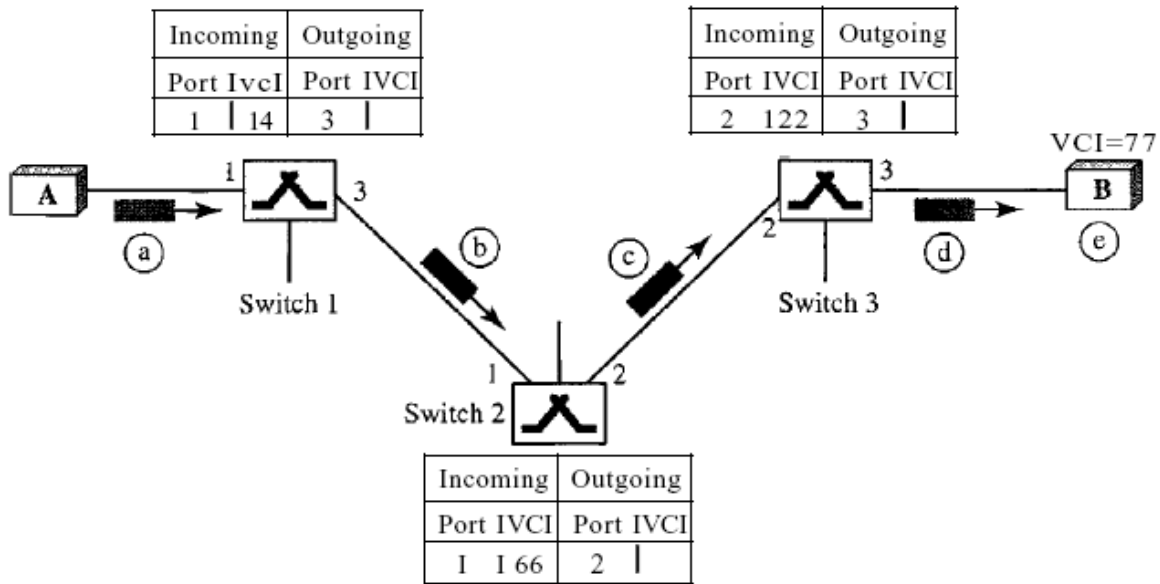 Incoming Outgoing
Port IvcI Port IVCI
1 | 14 3 |
Incoming Outgoing
Port IVCI Port IVCI
2 122 3 |
VCI=77
A
1
3
a
Switch 1
b
c
2
3
Switch 3
d
B
e
1
2
Switch 2
Incoming Outgoing
Port IVCI Port IVCI
I I 66 2 |